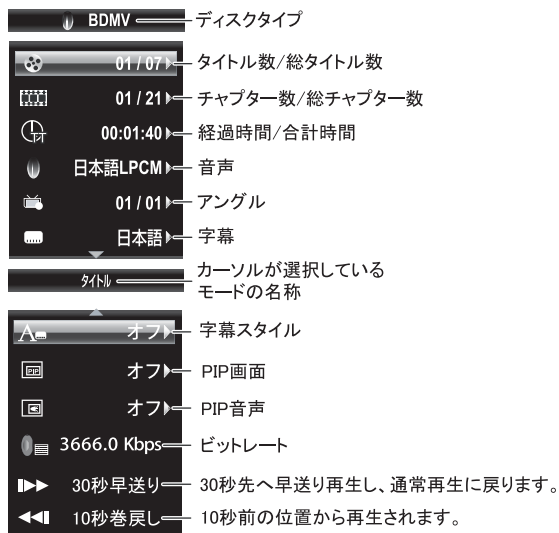 BDMV ディスクタイプ
01 / 07 タイトル数/総タイトル数
01 / 21 チャプター数/総チャプター数
00:01:40 経過時間/合計時間
日本語LPCM 音声
01 / 01 アングル
日本語 字幕
タイトル カーソルが選択している
モードの名称
A オフ 字幕スタイル
PIP オフ PIP画面
オフ PIP音声
3666.0 Kbps ビットレート
30秒早送り 30秒先へ早送り再生し、通常再生に戻ります。
10秒巻戻し 10秒前の位置から再生されます。